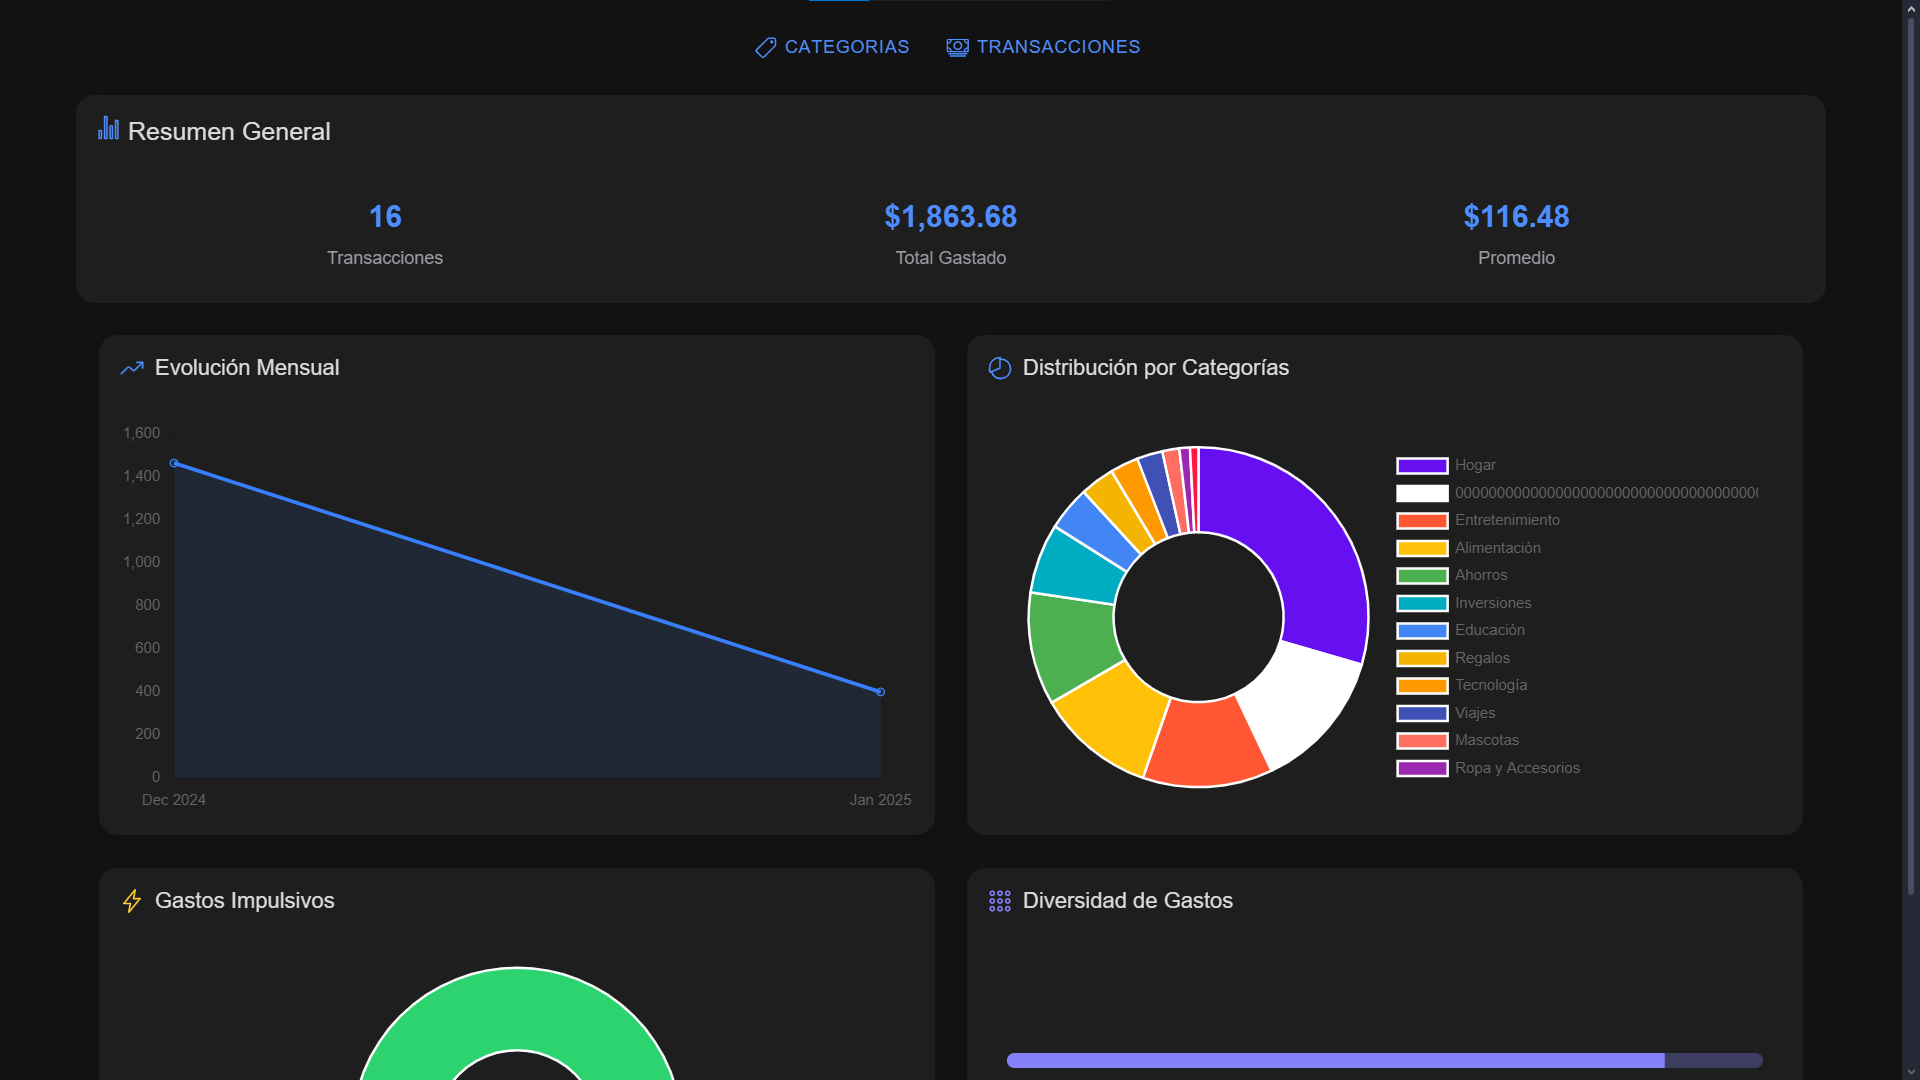 CATEGORIAS TRANSACCIONES
Resumen General
16
Transacciones
$1,863.68
Total Gastado
$116.48
Promedio
Evolución Mensual
1,600
1,400
1,200
1,000
800
600
400
200
0
Dec 2024 Jan 2025
Distribución por Categorías
Hogar
Entretenimiento
Alimentación
Ahorros
Inversiones
Educación
Regalos
Tecnología
Viajes
Mascotas
Ropa y Accesorios
Gastos Impulsivos
Diversidad de Gastos